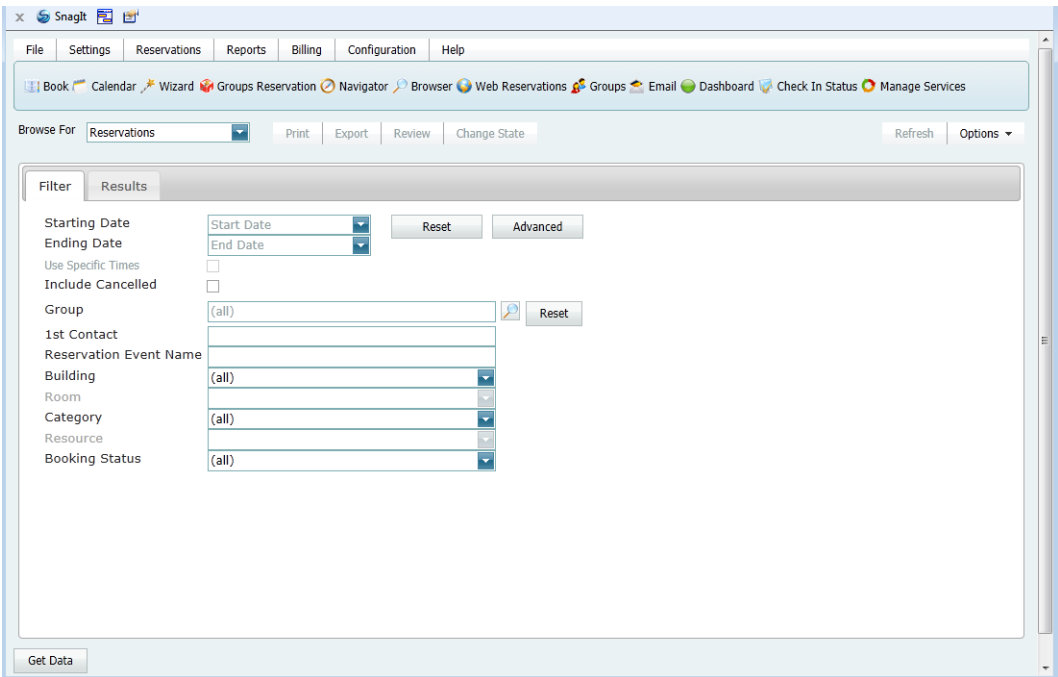 x SnagIt
File Settings Reservations Reports Billing Configuration Help
Book Calendar Wizard Groups Reservation Navigator Browser Web Reservations Groups Email Dashboard Check In Status Manage Services
Browse For Reservations Print Export Review Change State Refresh Options
Filter Results
Starting Date Start Date Reset Advanced
Ending Date End Date
Use Specific Times
Include Cancelled
Group (all) Reset
1st Contact
Reservation Event Name
Building (all)
Room
Category (all)
Resource
Booking Status (all)
Get Data